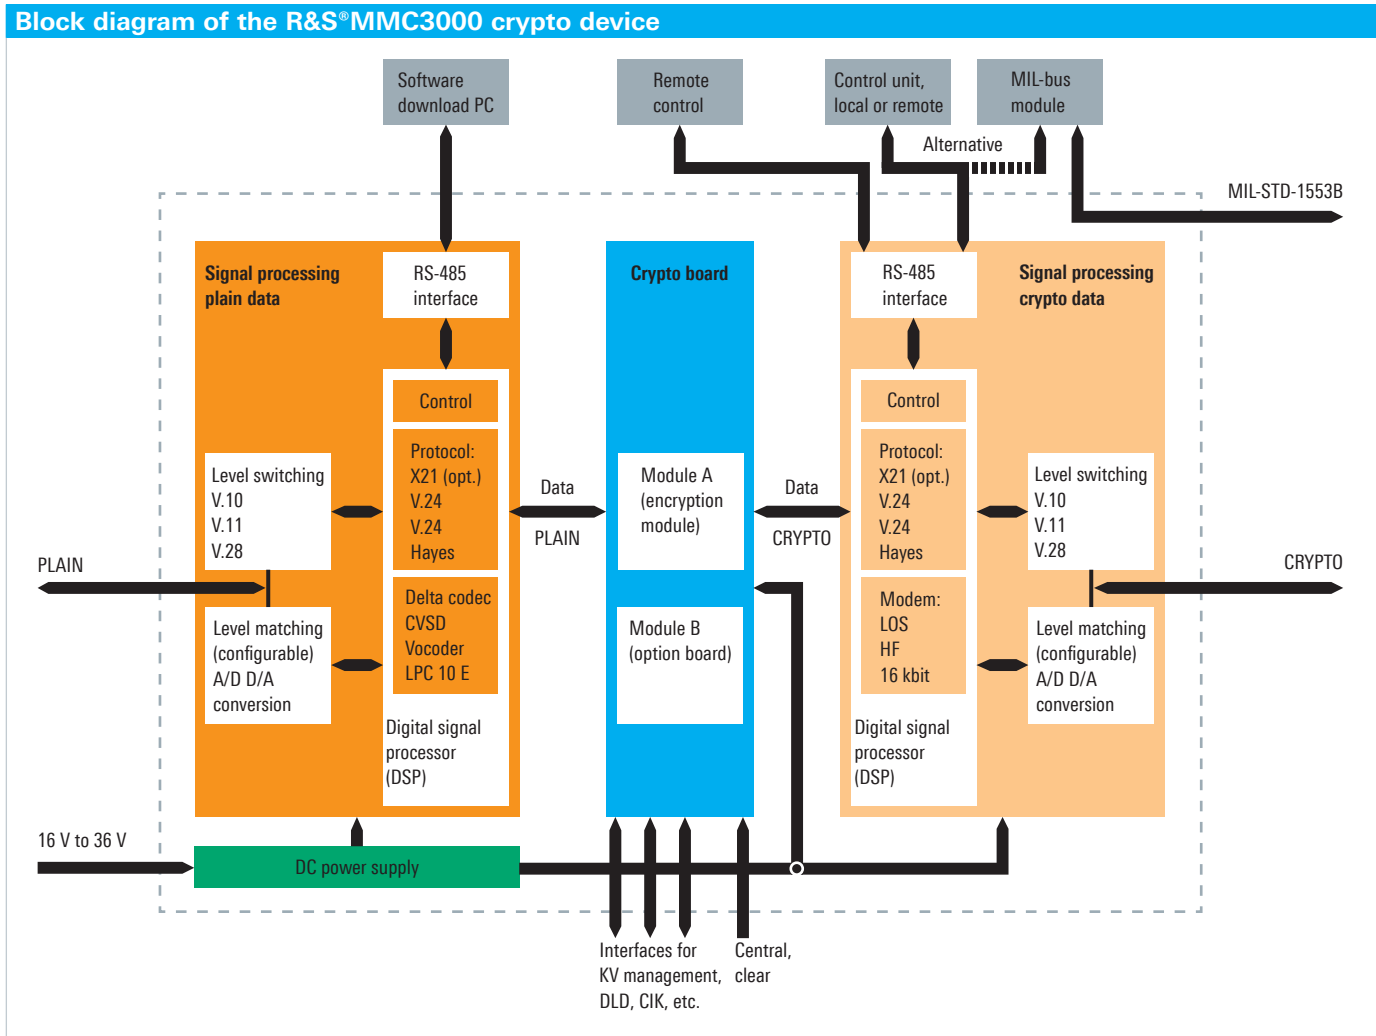 Block diagram of the R&S®MMC3000 crypto device
Software
download PC
Remote
control
Control unit,
local or remote
MIL-bus
module
Alternative
MIL-STD-1553B
Signal processing
plain data
RS-485
interface
Control
Protocol:
X21 (opt.)
V.24
V.24
Hayes
Delta codec
CVSD
Vocoder
LPC 10 E
Digital signal
processor
(DSP)
Level switching
V.10
V.11
V.28
Level matching
(configurable)
A/D D/A
conversion
PLAIN
Data
PLAIN
Crypto board
Module A
(encryption
module)
Module B
(option board)
Data
CRYPTO
RS-485
interface
Signal processing
crypto data
Control
Protocol:
X21 (opt.)
V.24
V.24
Hayes
Modem:
LOS
HF
16 kbit
Digital signal
processor
(DSP)
Level switching
V.10
V.11
V.28
Level matching
(configurable)
A/D D/A
conversion
CRYPTO
16 V to 36 V
DC power supply
Interfaces for
KV management,
DLD, CIK, etc.
Central,
clear